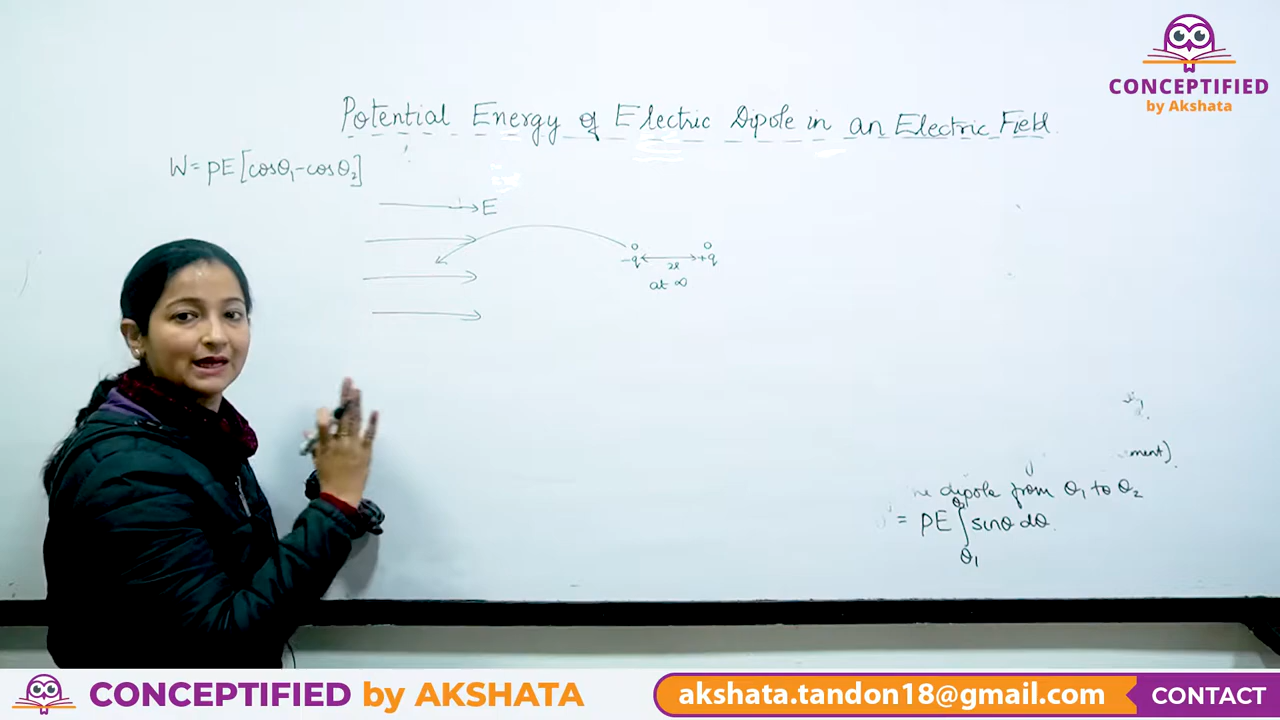 CONCEPTIFIED
by Akshata
Potential Energy of Electric Dipole in an Electric Field
W = pE[cosθ₁-cosθ₂]
E
-q 2l +q
at ∞
ment).
dipole from θ₁ to θ₂
= PE ∫ sinθ dθ
θ₁
CONCEPTIFIED by AKSHATA
akshata.tandon18@gmail.com CONTACT